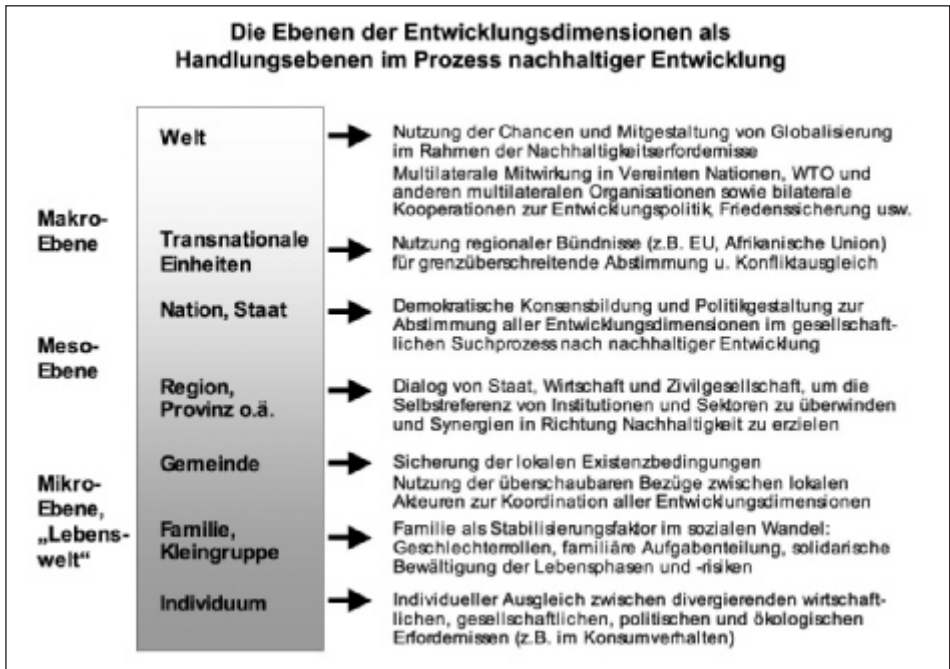 Die Ebenen der Entwicklungsdimensionen als
Handlungsebenen im Prozess nachhaltiger Entwicklung
Makro-
Ebene
Meso-
Ebene
Mikro-
Ebene,
„Lebens-
welt“
Welt
Nutzung der Chancen und Mitgestaltung von Globalisierung
im Rahmen der Nachhaltigkeitserfordernisse
Multilaterale Mitwirkung in Vereinten Nationen, WTO und
anderen multilateralen Organisationen sowie bilaterale
Kooperationen zur Entwicklungspolitik, Friedenssicherung usw.
Transnationale
Einheiten
Nutzung regionaler Bündnisse (z.B. EU, Afrikanische Union)
für grenzüberschreitende Abstimmung u. Konfliktausgleich
Nation, Staat
Demokratische Konsensbildung und Politikgestaltung zur
Abstimmung aller Entwicklungsdimensionen im gesellschaft-
lichen Suchprozess nach nachhaltiger Entwicklung
Region,
Provinz o.ä.
Dialog von Staat, Wirtschaft und Zivilgesellschaft, um die
Selbstreferenz von Institutionen und Sektoren zu überwinden
und Synergien in Richtung Nachhaltigkeit zu erzielen
Gemeinde
Sicherung der lokalen Existenzbedingungen
Nutzung der überschaubaren Bezüge zwischen lokalen
Akteuren zur Koordination aller Entwicklungsdimensionen
Familie,
Kleingruppe
Familie als Stabilisierungsfaktor im sozialen Wandel:
Geschlechterrollen, familiäre Aufgabenteilung, solidarische
Bewältigung der Lebensphasen und -risiken
Individuum
Individueller Ausgleich zwischen divergierenden wirtschaft-
lichen, gesellschaftlichen, politischen und ökologischen
Erfordernissen (z.B. im Konsumverhalten)